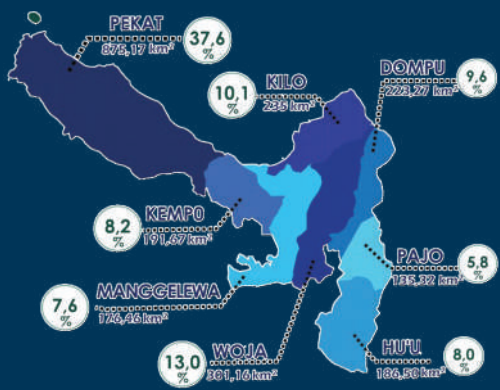 PEKAT
875,17 km²
37,6
%
KILO
235 km²
10,1
%
DOMPU
223,27 km²
9,6
%
KEMPO
191,67 km²
8,2
%
MANGGELEWA
176,46 km²
7,6
%
WOJA
301,16 km²
13,0
%
PAJO
135,32 km²
5,8
%
HU'U
186,50 km²
8,0
%